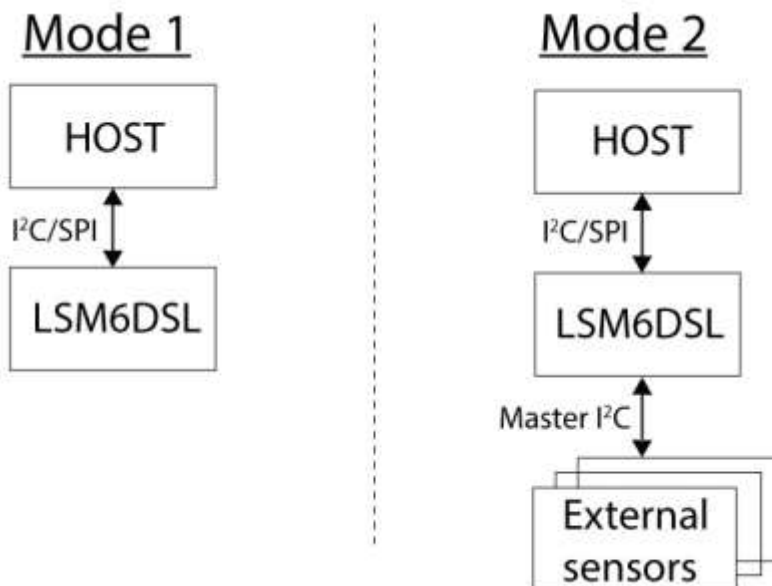 Mode 1
HOST
I²C/SPI
LSM6DSL
Mode 2
HOST
I²C/SPI
LSM6DSL
Master I²C
External
sensors